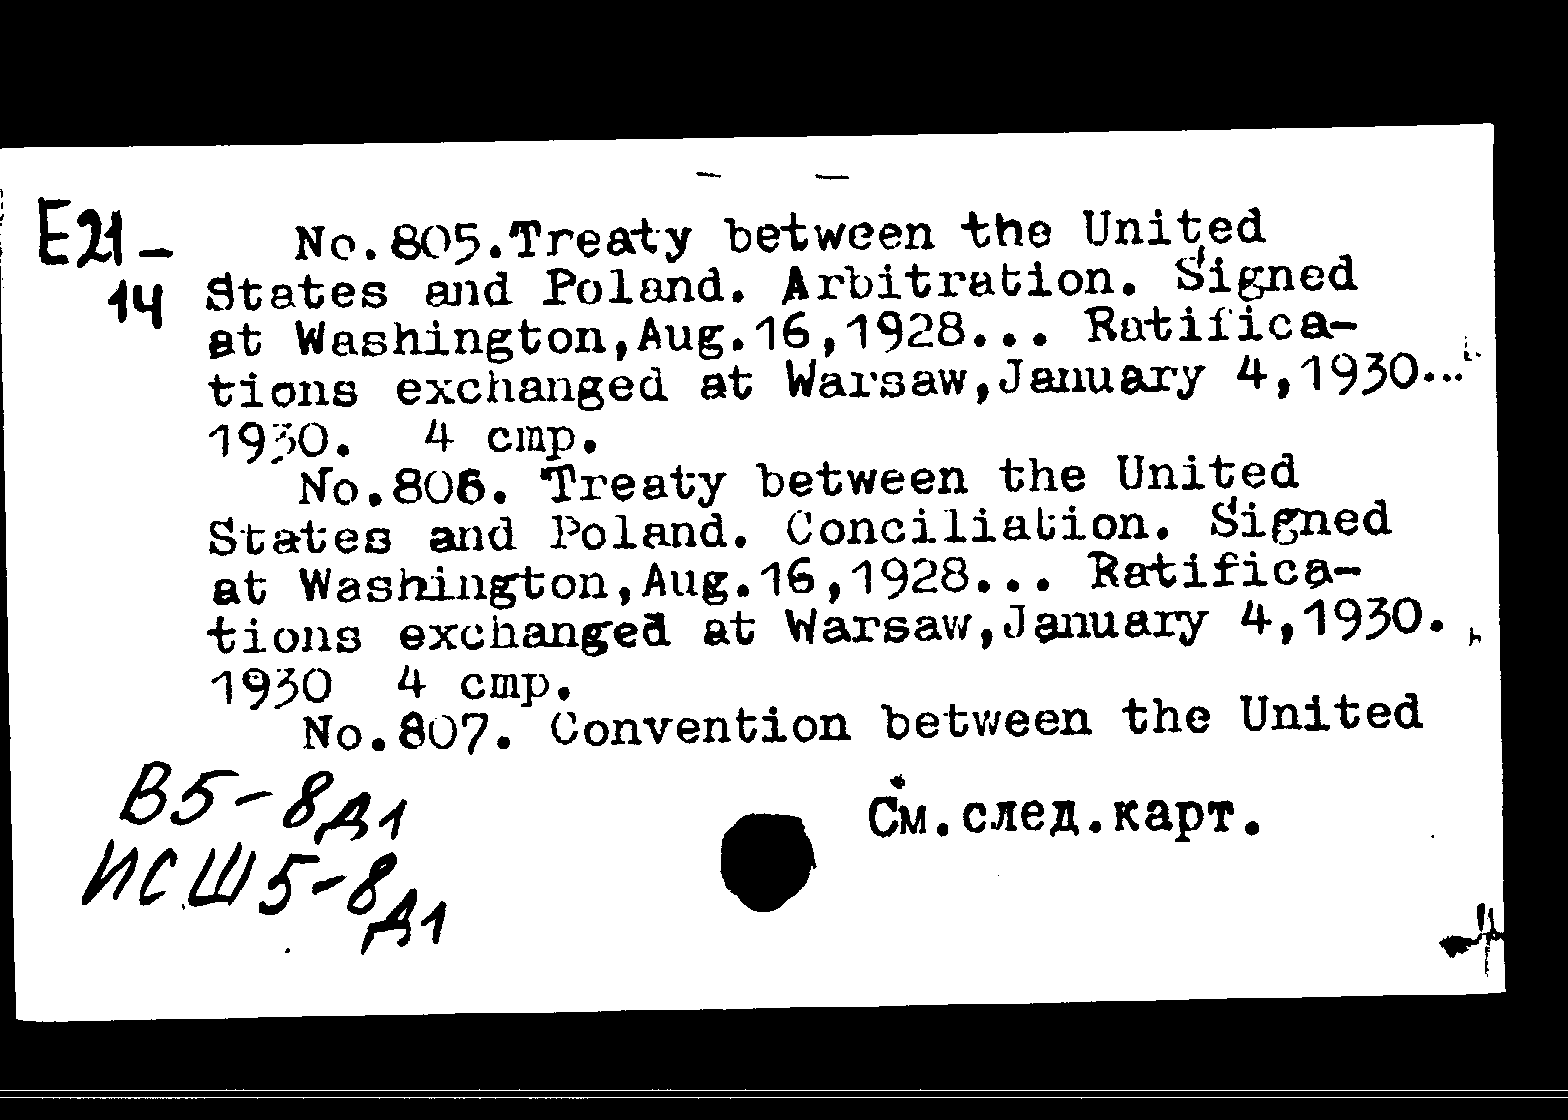 — —
E21-
14
No.805.Treaty between the United
States and Poland. Arbitration. Signed
at Washington,Aug.16,1928... Ratifica-
tions exchanged at Warsaw,January 4,1930...
1930. 4 cmp.
No.806. Treaty between the United
States and Poland. Conciliation. Signed
at Washington,Aug.16,1928... Ratifica-
tions exchanged at Warsaw,January 4,1930.
1930 4 cmp.
No.807. Convention between the United
В5-8Д1
См.след.карт.
ИСШ5-8Д1